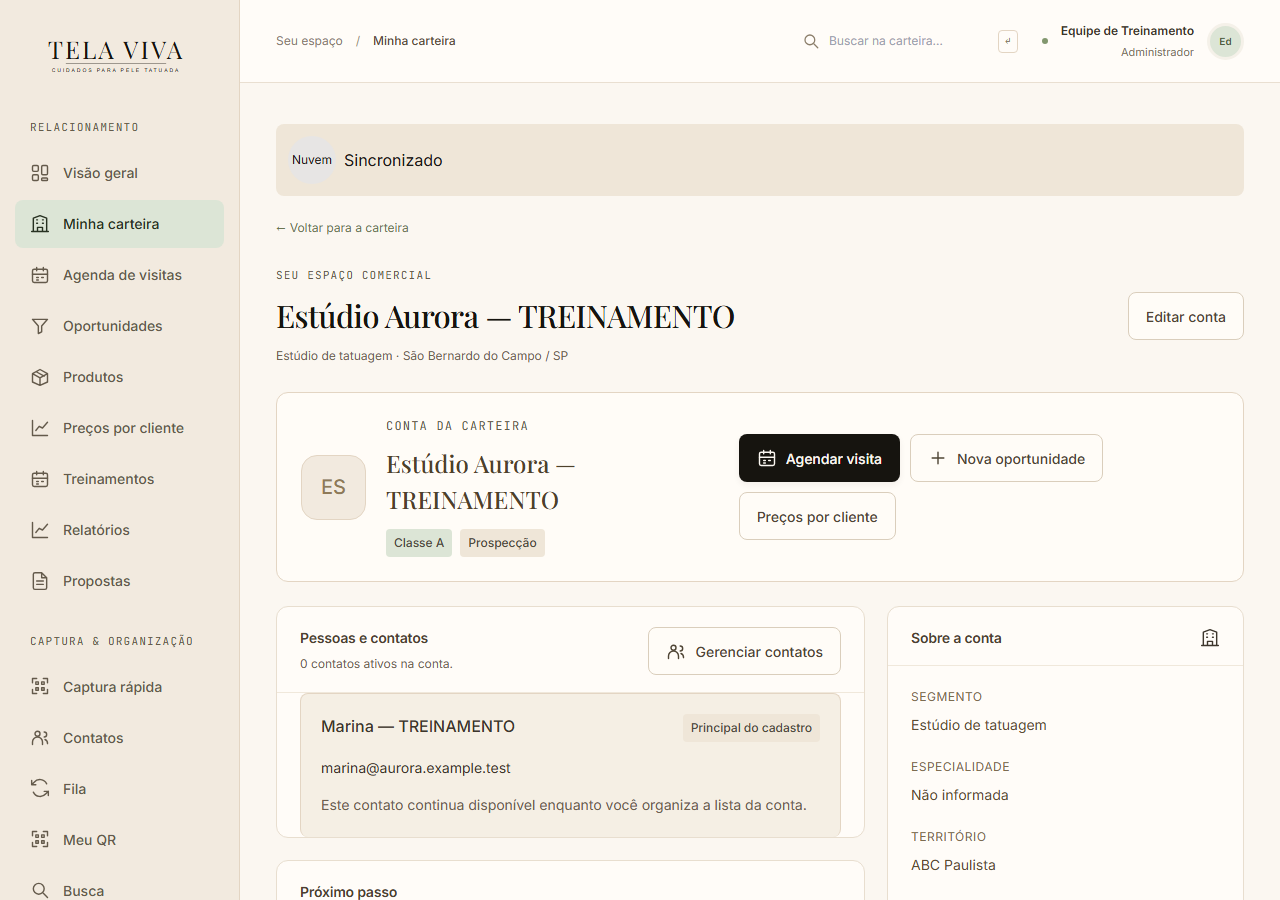 TELA VIVA
CUIDADOS PARA PELE TATUADA
RELACIONAMENTO
Visão geral
Minha carteira
Agenda de visitas
Oportunidades
Produtos
Preços por cliente
Treinamentos
Relatórios
Propostas
CAPTURA & ORGANIZAÇÃO
Captura rápida
Contatos
Fila
Meu QR
Busca
Seu espaço / Minha carteira
Buscar na carteira...
↵
Equipe de Treinamento
Administrador
Ed
Nuvem Sincronizado
← Voltar para a carteira
SEU ESPAÇO COMERCIAL
Estúdio Aurora — TREINAMENTO
Estúdio de tatuagem · São Bernardo do Campo / SP
Editar conta
ES
CONTA DA CARTEIRA
Estúdio Aurora —
TREINAMENTO
Classe A Prospecção
Agendar visita
Nova oportunidade
Preços por cliente
Pessoas e contatos
0 contatos ativos na conta.
Gerenciar contatos
Marina — TREINAMENTO
Principal do cadastro
marina@aurora.example.test
Este contato continua disponível enquanto você organiza a lista da conta.
Próximo passo
Sobre a conta
SEGMENTO
Estúdio de tatuagem
ESPECIALIDADE
Não informada
TERRITÓRIO
ABC Paulista